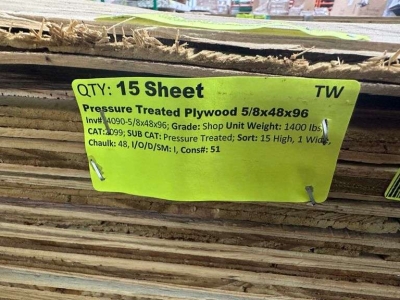 QTY: 15 Sheet TW
Pressure Treated Plywood 5/8x48x96
Inv#: 4090-5/8x48x96; Grade: Shop Unit Weight: 1400 lbs
CAT: 2099; SUB CAT: Pressure Treated; Sort: 15 High, 1 Wide,
Chaulk: 48, I/O/D/SM: I, Cons#: 51